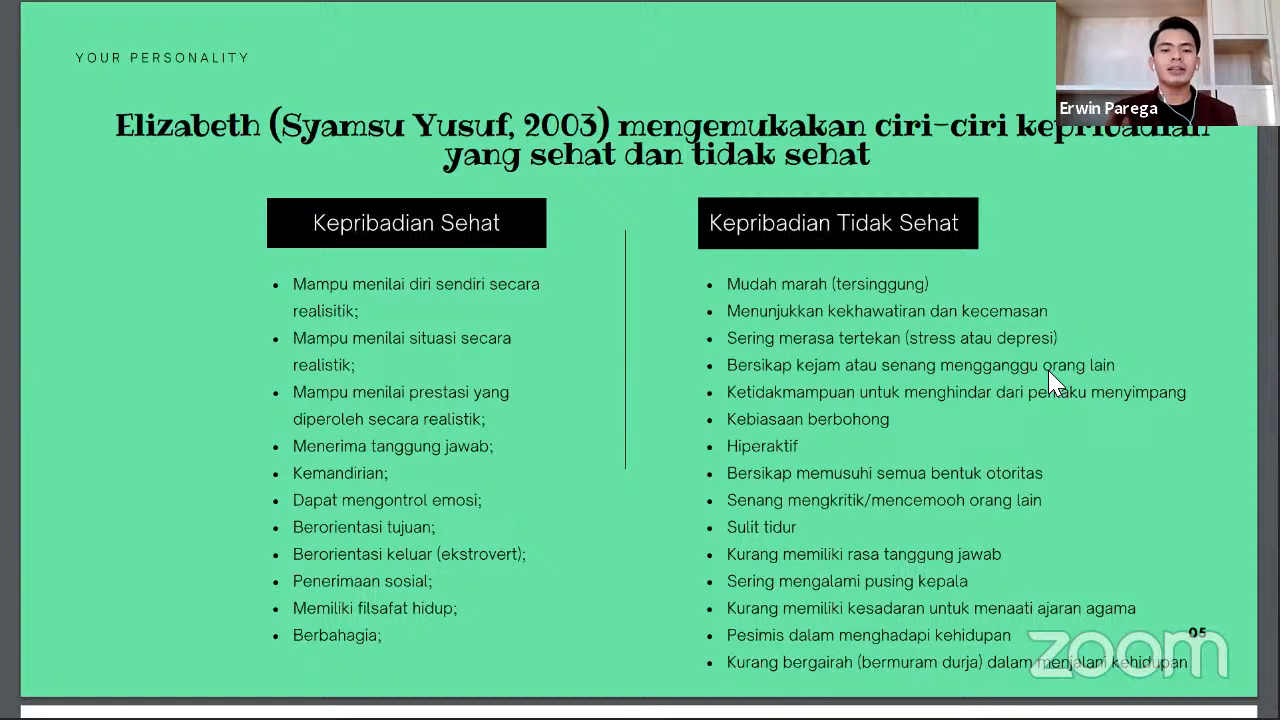 YOUR PERSONALITY
Erwin Parega
Elizabeth (Syamsu Yusuf, 2003) mengemukakan ciri-ciri kepribadian
yang sehat dan tidak sehat
Kepribadian Sehat
Mampu menilai diri sendiri secara
realisitik;
Mampu menilai situasi secara
realistik;
Mampu menilai prestasi yang
diperoleh secara realistik;
Menerima tanggung jawab;
Kemandirian;
Dapat mengontrol emosi;
Berorientasi tujuan;
Berorientasi keluar (ekstrovert);
Penerimaan sosial;
Memiliki filsafat hidup;
Berbahagia;
Kepribadian Tidak Sehat
Mudah marah (tersinggung)
Menunjukkan kekhawatiran dan kecemasan
Sering merasa tertekan (stress atau depresi)
Bersikap kejam atau senang mengganggu orang lain
Ketidakmampuan untuk menghindar dari perilaku menyimpang
Kebiasaan berbohong
Hiperaktif
Bersikap memusuhi semua bentuk otoritas
Senang mengkritik/mencemooh orang lain
Sulit tidur
Kurang memiliki rasa tanggung jawab
Sering mengalami pusing kepala
Kurang memiliki kesadaran untuk menaati ajaran agama
Pesimis dalam menghadapi kehidupan
Kurang bergairah (bermuram durja) dalam menjalani kehidupan
05
zoom